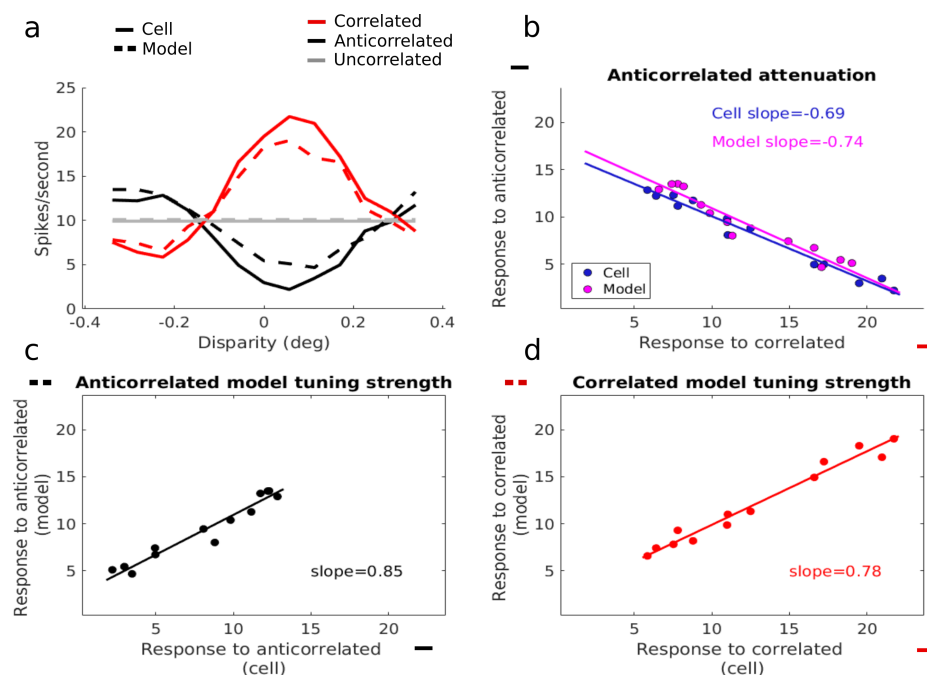 a
Cell
Model
Correlated
Anticorrelated
Uncorrelated
25
20
15
10
5
0
Spikes/second
-0.4
-0.2
0
0.2
0.4
Disparity (deg)
b
Anticorrelated attenuation
Cell slope=-0.69
Model slope=-0.74
20
15
10
5
Response to anticorrelated
Cell
Model
5
10
15
20
Response to correlated
c
Anticorrelated model tuning strength
20
15
10
5
Response to anticorrelated
(model)
slope=0.85
5
10
15
20
Response to anticorrelated
(cell)
d
Correlated model tuning strength
20
15
10
5
Response to correlated
(model)
slope=0.78
5
10
15
20
Response to correlated
(cell)